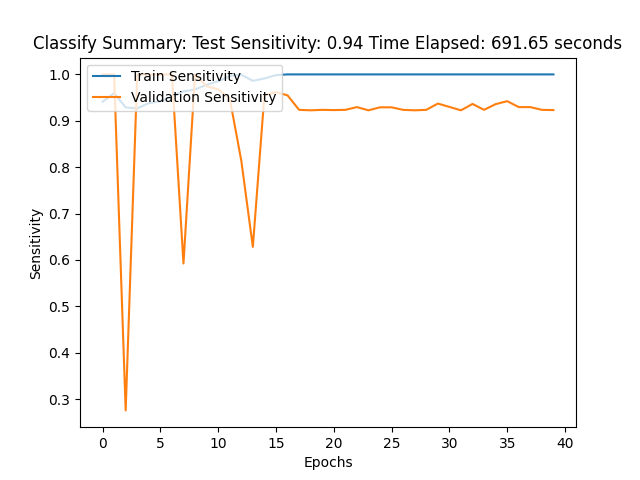 Classify Summary: Test Sensitivity: 0.94 Time Elapsed: 691.65 seconds
Train Sensitivity
Validation Sensitivity
1.0
0.9
0.8
0.7
0.6
0.5
0.4
0.3
Sensitivity
0 5 10 15 20 25 30 35 40
Epochs